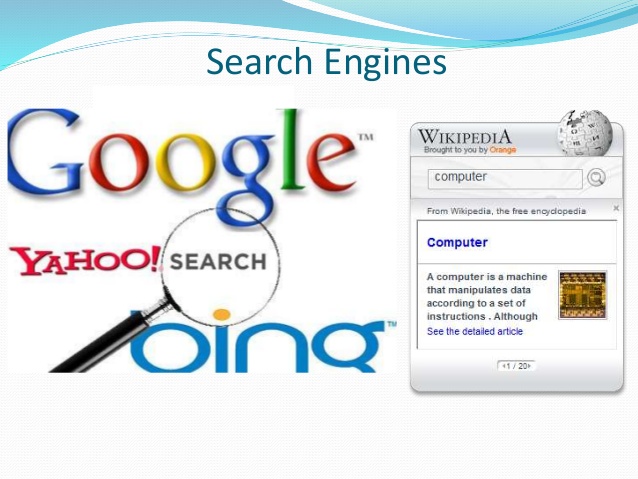 Search Engines
Google™
YAHOO! SEARCH
bing™
WIKIPEDIA
Brought to you by Orange
computer
From Wikipedia, the free encyclopedia
Computer
A computer is a machine
that manipulates data
according to a set of
instructions . Although
See the detailed article
1 / 20